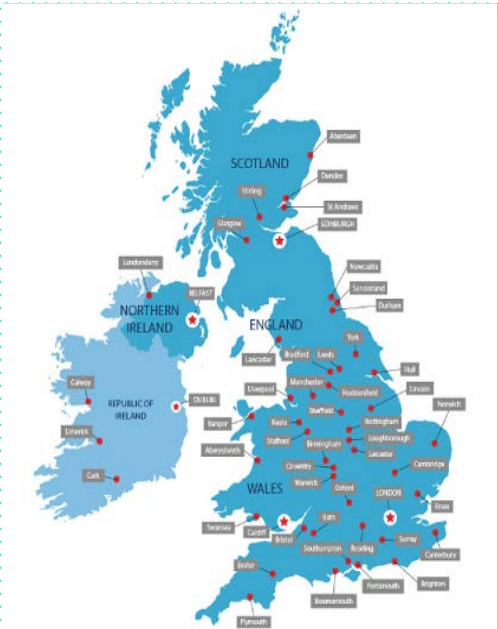 Aberdeen
SCOTLAND
Dundee
Stirling
St Andrews
Glasgow
EDINBURGH
Londonderry
Newcastle
BELFAST
Sunderland
Durham
NORTHERN
IRELAND
ENGLAND
York
Lancaster
Bradford
Leeds
Hull
Galway
Liverpool
Manchester
Huddersfield
Lincoln
DUBLIN
REPUBLIC OF
IRELAND
Sheffield
Norwich
Bangor
Keele
Nottingham
Limerick
Stafford
Birmingham
Loughborough
Aberystwyth
Leicester
Cork
Coventry
Cambridge
Warwick
WALES
Oxford
LONDON
Essex
Swansea
Cardiff
Bath
Bristol
Surrey
Southampton
Reading
Canterbury
Exeter
Portsmouth
Brighton
Bournemouth
Plymouth